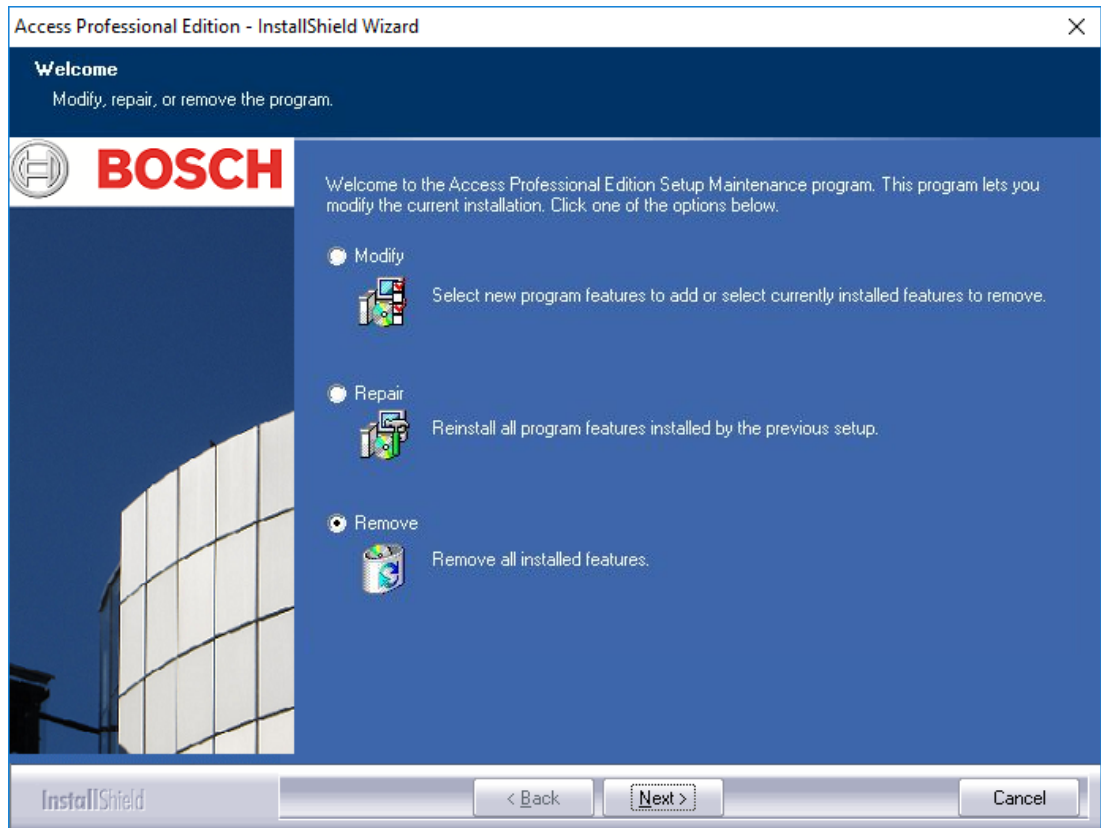 Access Professional Edition - InstallShield Wizard
Welcome
Modify, repair, or remove the program.
BOSCH
Welcome to the Access Professional Edition Setup Maintenance program. This program lets you
modify the current installation. Click one of the options below.
Modify
Select new program features to add or select currently installed features to remove.
Repair
Reinstall all program features installed by the previous setup.
Remove
Remove all installed features.
InstallShield
< Back
Next >
Cancel